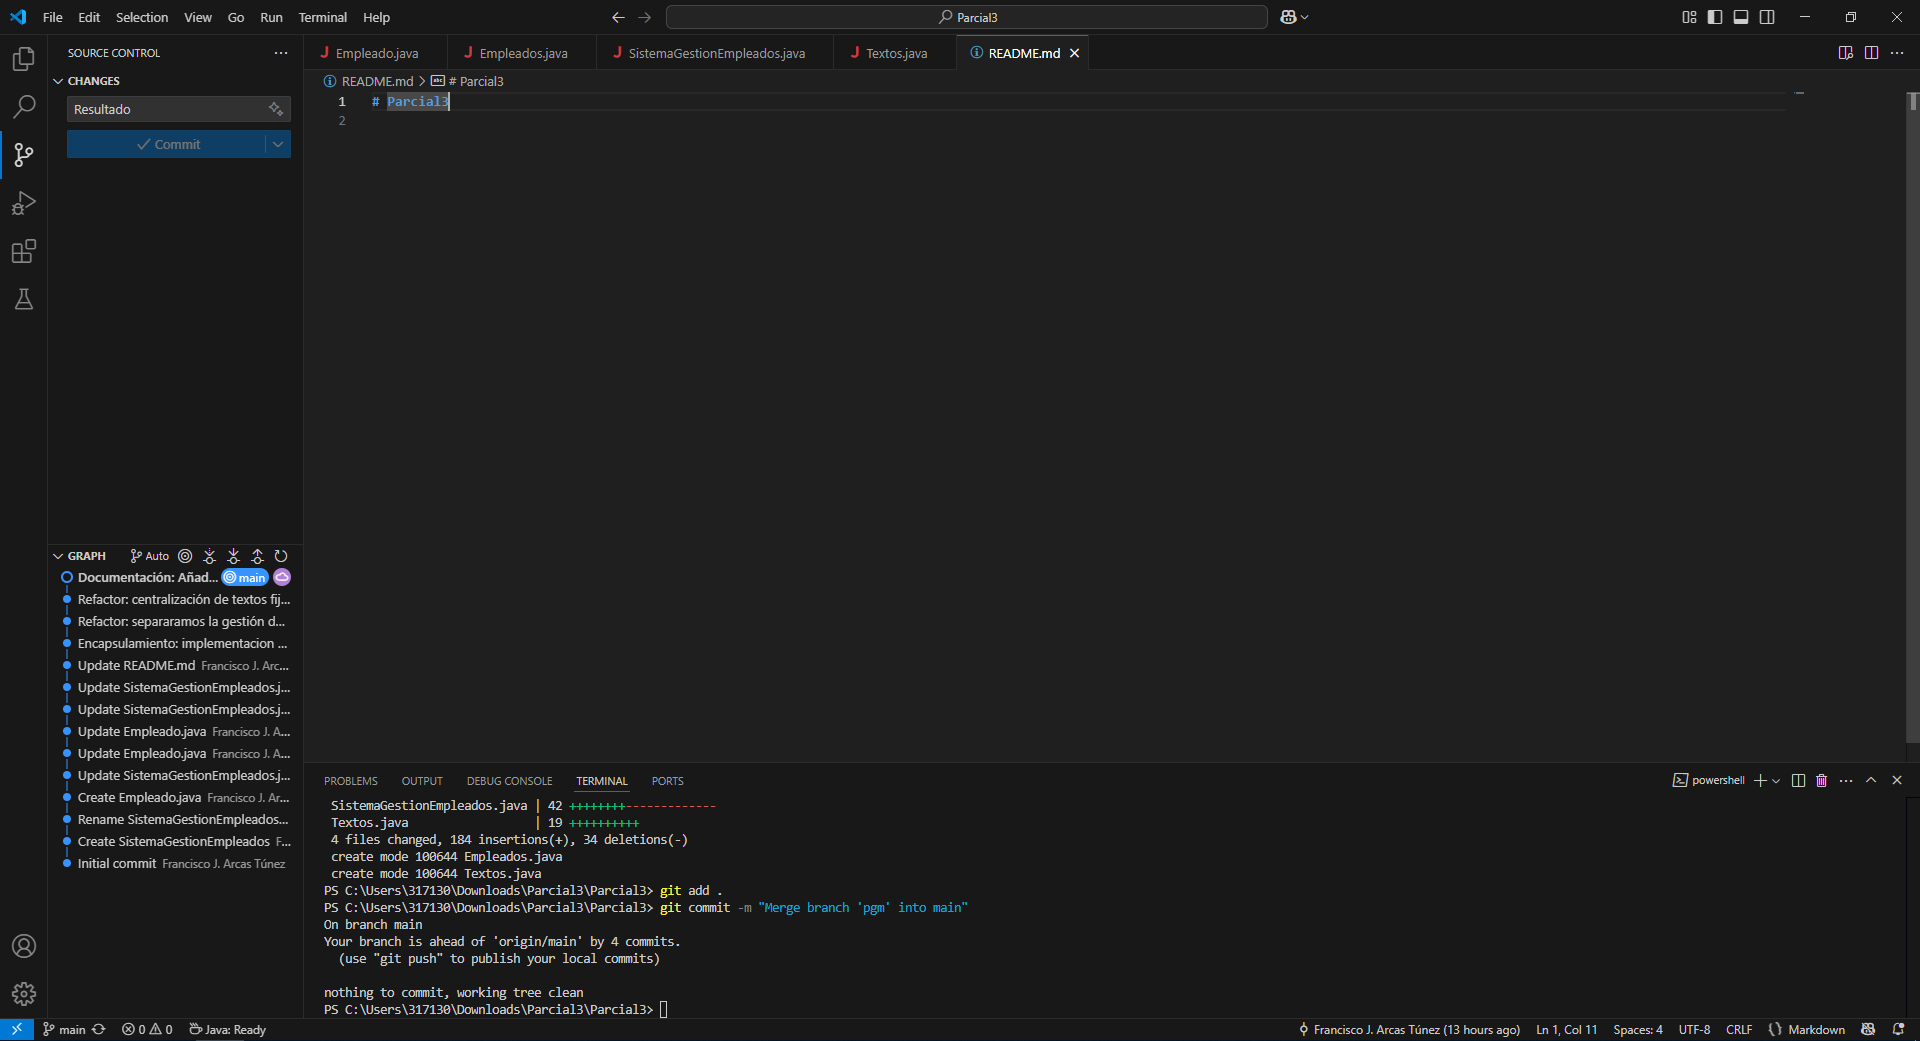 File Edit Selection View Go Run Terminal Help
Parcial3
SOURCE CONTROL
CHANGES
Resultado
Commit
Empleado.java
Empleados.java
SistemaGestionEmpleados.java
Textos.java
README.md
README.md > # Parcial3
1 # Parcial3
2
GRAPH Auto
Documentación: Añad... main
Refactor: centralización de textos fij...
Refactor: separaramos la gestión d...
Encapsulamiento: implementacion ...
Update README.md Francisco J. Arc...
Update SistemaGestionEmpleados.j...
Update SistemaGestionEmpleados.j...
Update Empleado.java Francisco J. A...
Update Empleado.java Francisco J. A...
Update SistemaGestionEmpleados.j...
Create Empleado.java Francisco J. Ar...
Rename SistemaGestionEmpleados...
Create SistemaGestionEmpleados F...
Initial commit Francisco J. Arcas Túnez
PROBLEMS OUTPUT DEBUG CONSOLE TERMINAL PORTS
powershell
SistemaGestionEmpleados.java | 42 ++++++++-------------
Textos.java | 19 ++++++++++
4 files changed, 184 insertions(+), 34 deletions(-)
create mode 100644 Empleados.java
create mode 100644 Textos.java
PS C:\Users\317130\Downloads\Parcial3\Parcial3> git add .
PS C:\Users\317130\Downloads\Parcial3\Parcial3> git commit -m "Merge branch 'pgm' into main"
On branch main
Your branch is ahead of 'origin/main' by 4 commits.
(use "git push" to publish your local commits)
nothing to commit, working tree clean
PS C:\Users\317130\Downloads\Parcial3\Parcial3>
main 0 0 Java: Ready
Francisco J. Arcas Túnez (13 hours ago) Ln 1, Col 11 Spaces: 4 UTF-8 CRLF Markdown